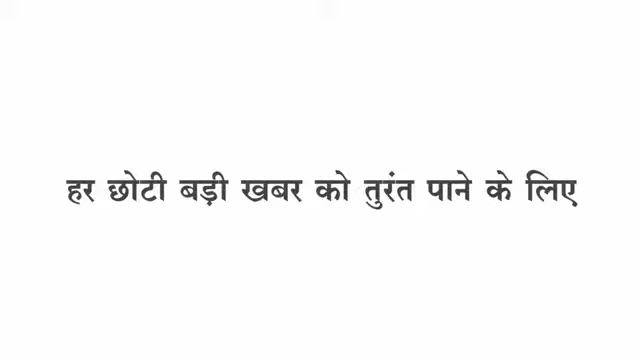 हर छोटी बड़ी खबर को तुरंत पाने के लिए